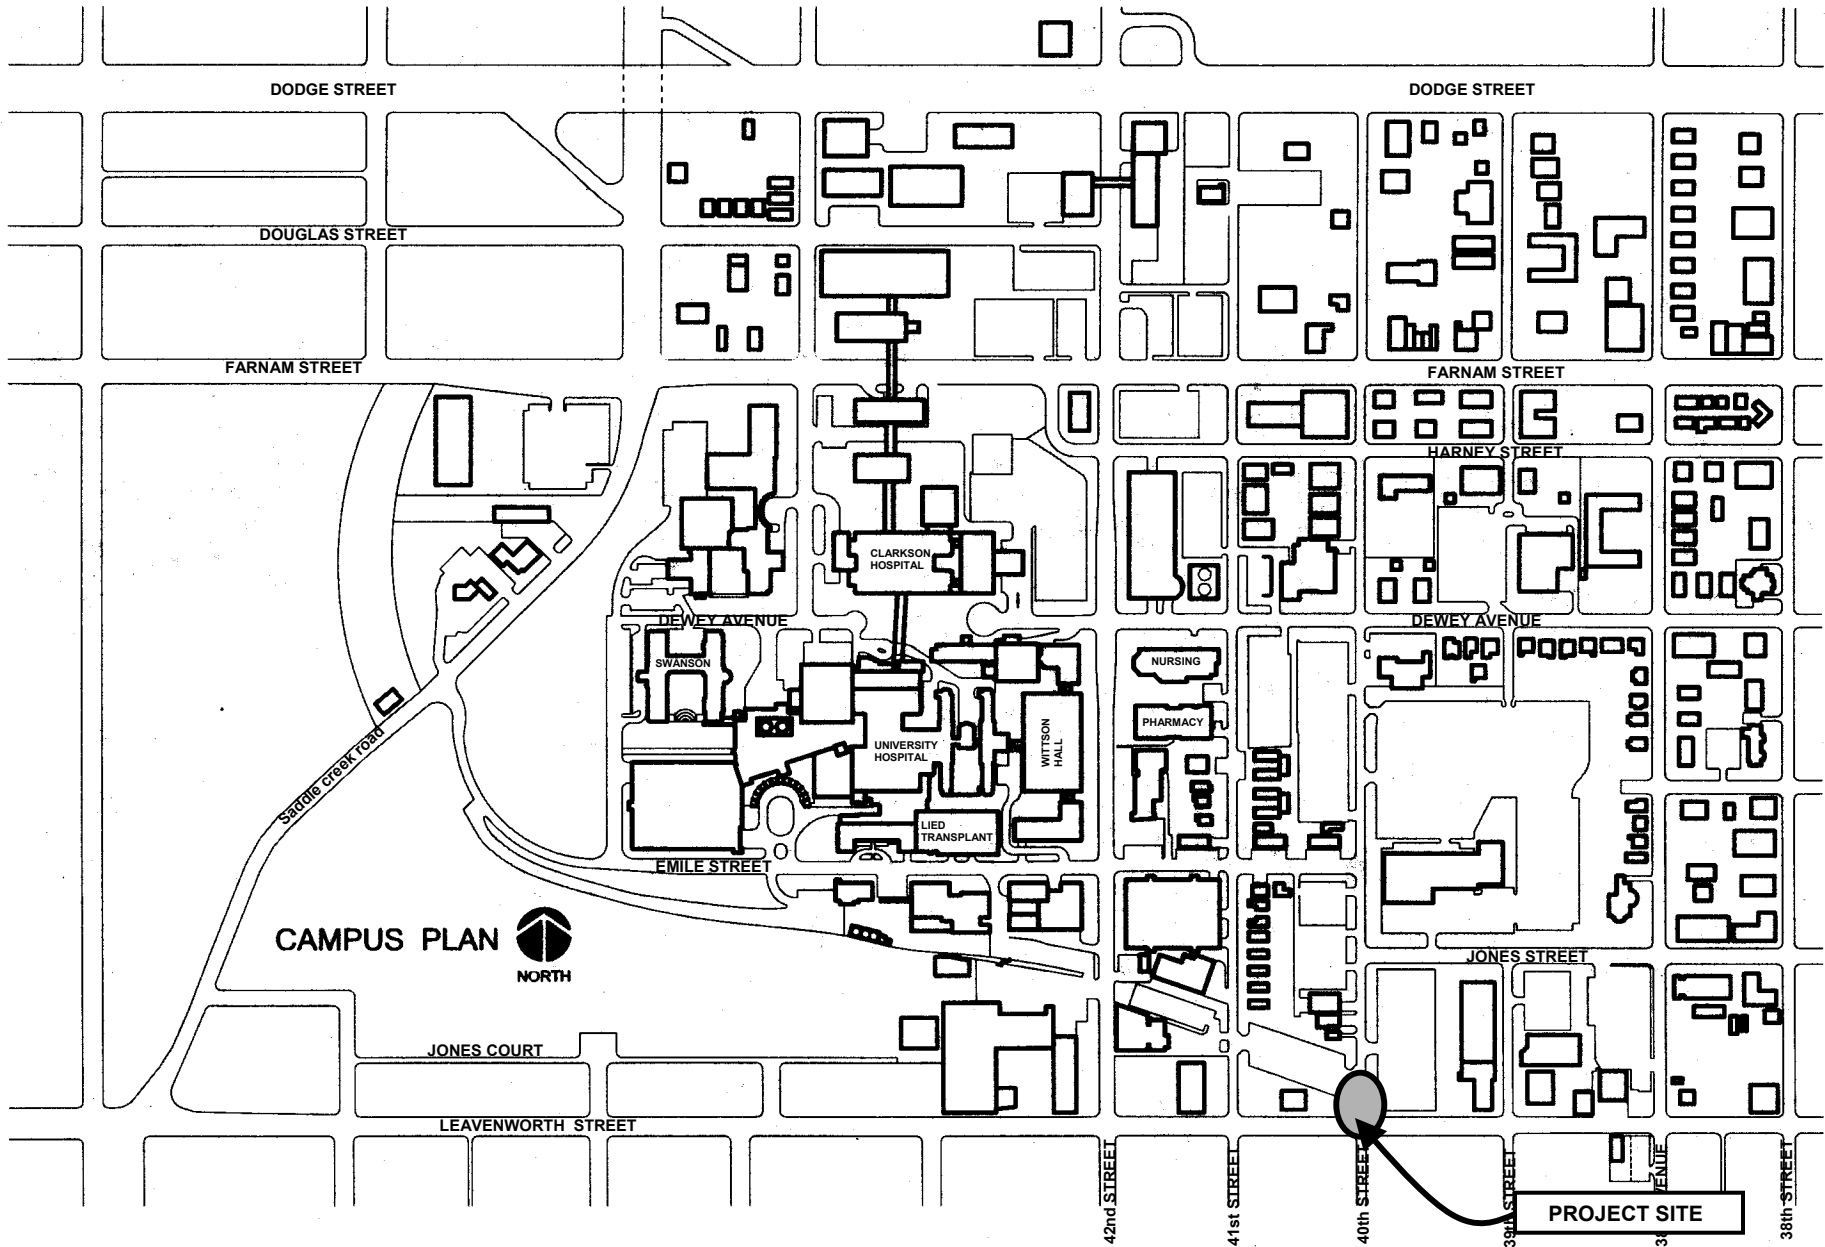 DODGE STREET
DODGE STREET
DOUGLAS STREET
FARNAM STREET
FARNAM STREET
HARNEY STREET
CLARKSON
HOSPITAL
DEWEY AVENUE
DEWEY AVENUE
SWANSON
NURSING
PHARMACY
WITTSON
HALL
UNIVERSITY
HOSPITAL
Saddle creek road
LIED
TRANSPLANT
EMILE STREET
CAMPUS PLAN
NORTH
JONES STREET
JONES COURT
LEAVENWORTH STREET
42nd STREET
41st STREET
40th STREET
39th STREET
38th STREET
PROJECT SITE